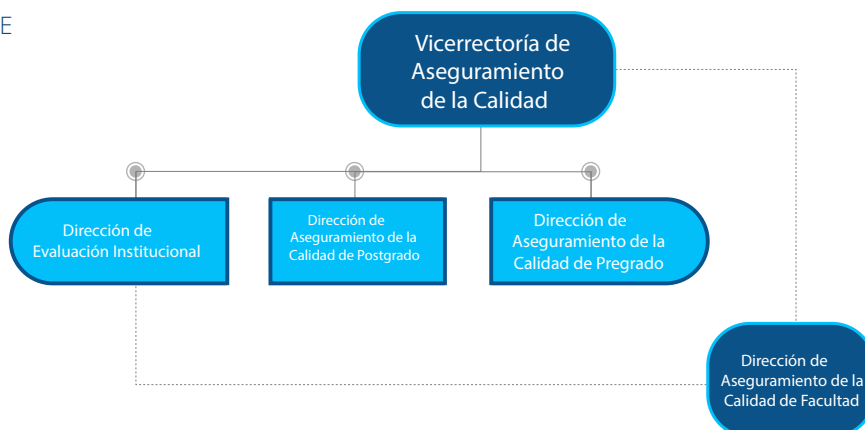 E
Vicerrectoría de
Aseguramiento
de la Calidad
Dirección de
Evaluación Institucional
Dirección de
Aseguramiento de la
Calidad de Postgrado
Dirección de
Aseguramiento de la
Calidad de Pregrado
Dirección de
Aseguramiento de la
Calidad de Facultad